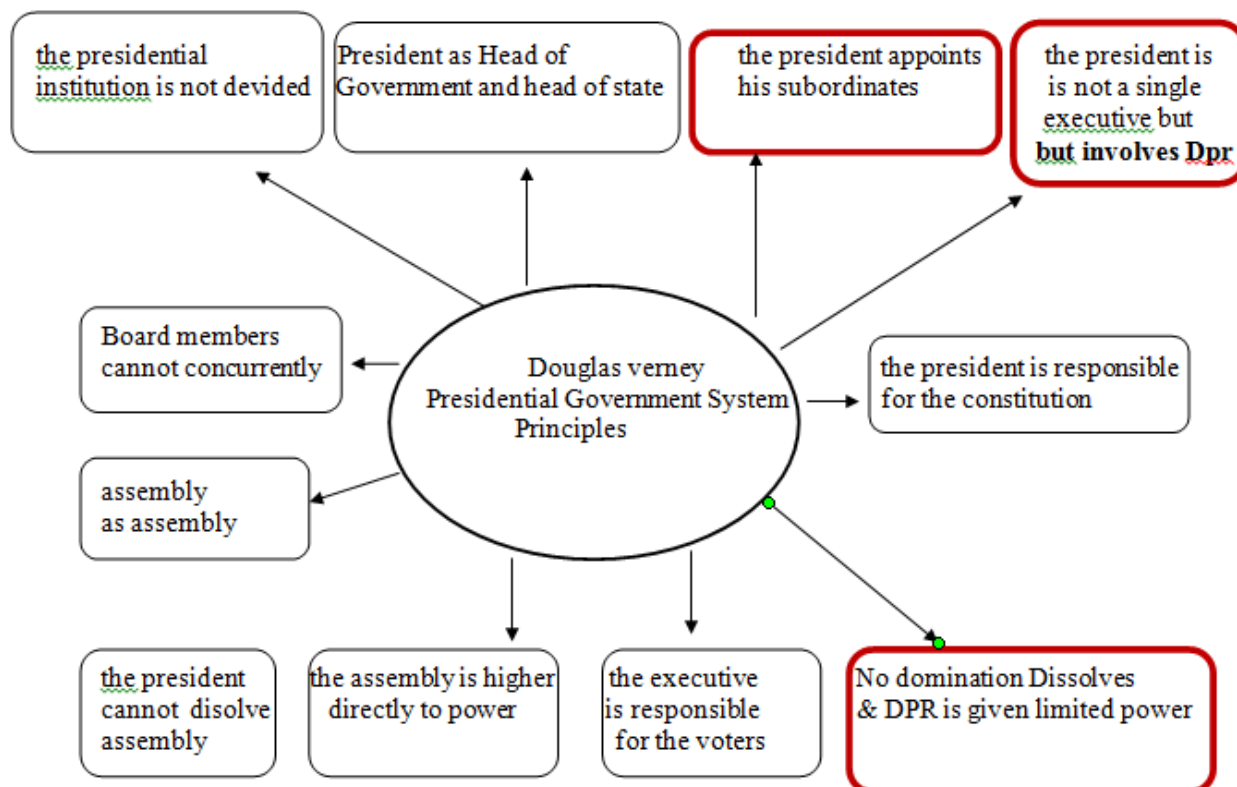 the presidential
institution is not devided
President as Head of
Government and head of state
the president appoints
his subordinates
the president is
is not a single
executive but
but involves Dpr
Board members
cannot concurrently
Douglas verney
Presidential Government System
Principles
the president is responsible
for the constitution
assembly
as assembly
the president
cannot disolve
assembly
the assembly is higher
directly to power
the executive
is responsible
for the voters
No domination Dissolves
& DPR is given limited power